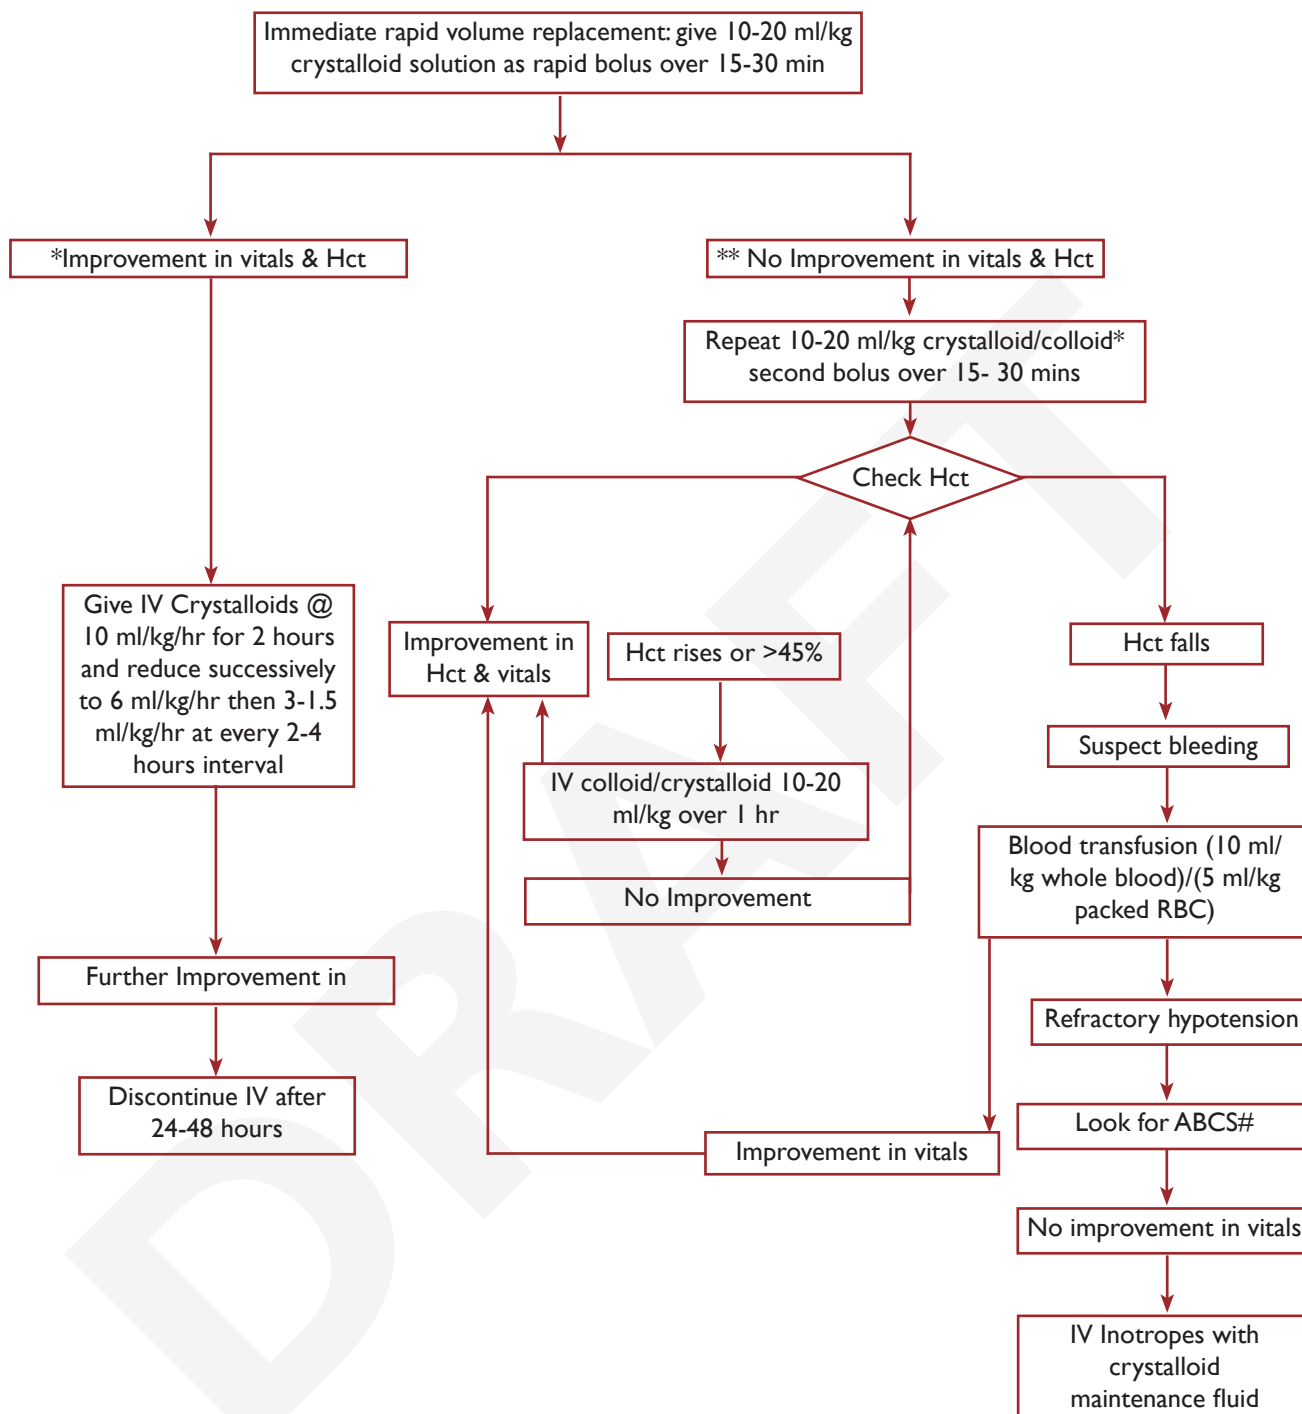 Immediate rapid volume replacement: give 10-20 ml/kg
crystalloid solution as rapid bolus over 15-30 min
*Improvement in vitals & Hct
** No Improvement in vitals & Hct
Repeat 10-20 ml/kg crystalloid/colloid*
second bolus over 15- 30 mins
Check Hct
Give IV Crystalloids @
10 ml/kg/hr for 2 hours
and reduce successively
to 6 ml/kg/hr then 3-1.5
ml/kg/hr at every 2-4
hours interval
Improvement in
Hct & vitals
Hct rises or >45%
Hct falls
Suspect bleeding
IV colloid/crystalloid 10-20
ml/kg over 1 hr
No Improvement
Blood transfusion (10 ml/
kg whole blood)/(5 ml/kg
packed RBC)
Further Improvement in
Refractory hypotension
Discontinue IV after
24-48 hours
Look for ABCS#
Improvement in vitals
No improvement in vitals
IV Inotropes with
crystalloid
maintenance fluid
DRAFT